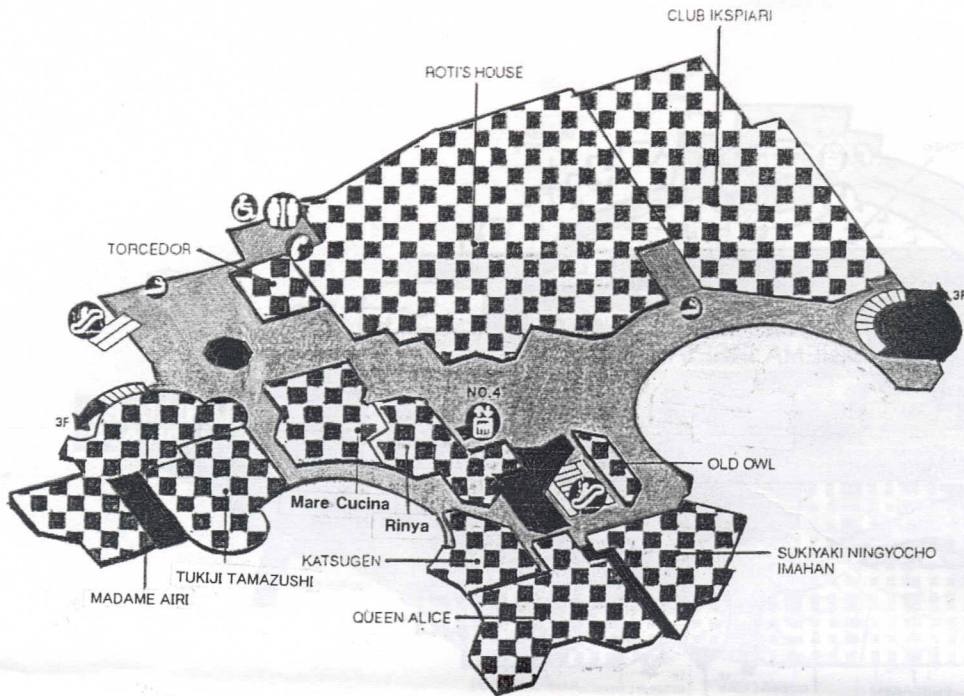 CLUB IKSPIARI
ROTI'S HOUSE
TORCEDOR
3F
NO.4
3F
OLD OWL
Mare Cucina
Rinya
KATSUGEN
SUKIYAKI NINGYOCHO
IMAHAN
TUKIJI TAMAZUSHI
MADAME AIRI
QUEEN ALICE